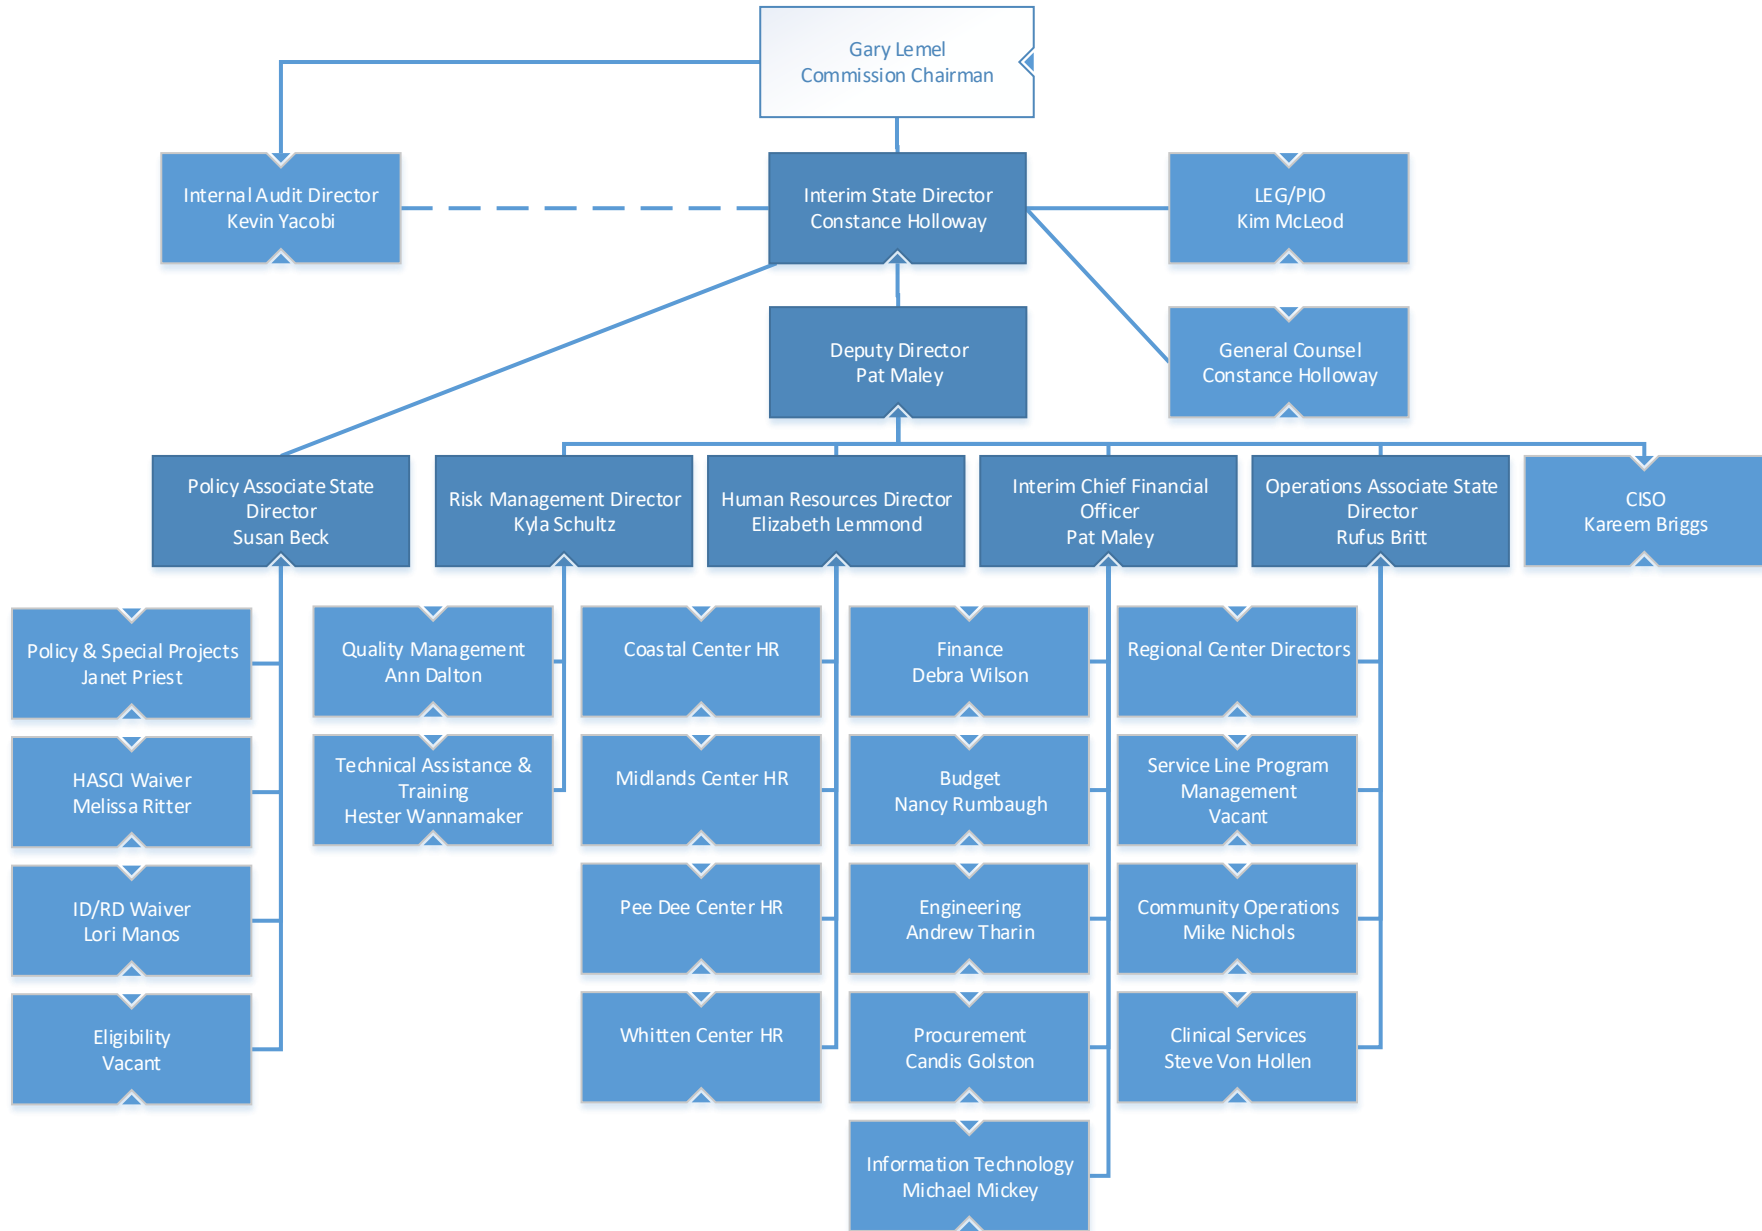 Gary Lemel
Commission Chairman
Internal Audit Director
Kevin Yacobi
Interim State Director
Constance Holloway
LEG/PIO
Kim McLeod
Deputy Director
Pat Maley
General Counsel
Constance Holloway
Policy Associate State
Director
Susan Beck
Risk Management Director
Kyla Schultz
Human Resources Director
Elizabeth Lemmond
Interim Chief Financial
Officer
Pat Maley
Operations Associate State
Director
Rufus Britt
CISO
Kareem Briggs
Policy & Special Projects
Janet Priest
HASCI Waiver
Melissa Ritter
ID/RD Waiver
Lori Manos
Eligibility
Vacant
Quality Management
Ann Dalton
Technical Assistance &
Training
Hester Wannamaker
Coastal Center HR
Midlands Center HR
Pee Dee Center HR
Whitten Center HR
Finance
Debra Wilson
Budget
Nancy Rumbaugh
Engineering
Andrew Tharin
Procurement
Candis Golston
Information Technology
Michael Mickey
Regional Center Directors
Service Line Program
Management
Vacant
Community Operations
Mike Nichols
Clinical Services
Steve Von Hollen